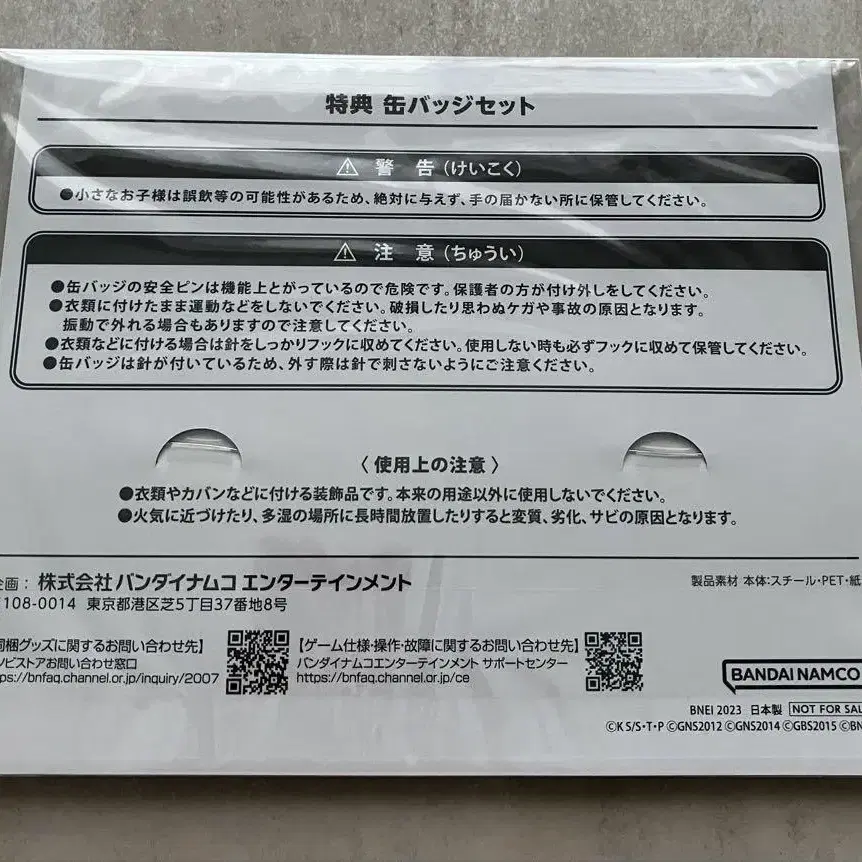 特典 缶バッジセット
⚠ 警 告 (けいこく)
●小さなお子様は誤飲等の可能性があるため、絶対に与えず、手の届かない所に保管してください。
⚠ 注 意 (ちゅうい)
●缶バッジの安全ピンは機能上とがっているので危険です。保護者の方が付け外しをしてください。
●衣類に付けたまま運動などをしないでください。破損したり思わぬケガや事故の原因となります。
振動で外れる場合もありますので注意してください。
●衣類などに付ける場合は針をしっかりフックに収めてください。使用しない時も必ずフックに収めて保管してください。
●缶バッジは針が付いているため、外す際は針で刺さないようにご注意ください。
〈 使用上の注意 〉
●衣類やカバンなどに付ける装飾品です。本来の用途以外に使用しないでください。
●火気に近づけたり、多湿の場所に長時間放置したりすると変質、劣化、サビの原因となります。
画：株式会社 バンダイナムコ エンターテインメント
108-0014 東京都港区芝5丁目37番地8号
製品素材 本体：スチール・PET・紙
梱グッズに関するお問い合わせ先】
ビストアお問い合わせ窓口
ps://bnfaq.channel.or.jp/inquiry/2007
【ゲーム仕様・操作・故障に関するお問い合わせ先】
バンダイナムコエンターテインメント サポートセンター
https://bnfaq.channel.or.jp/ce
BANDAI NAMCO
BNEI 2023 日本製 NOT FOR SAL
©K S/S・T・P ©GNS2012 ©GNS2014 ©GBS2015 ©BN